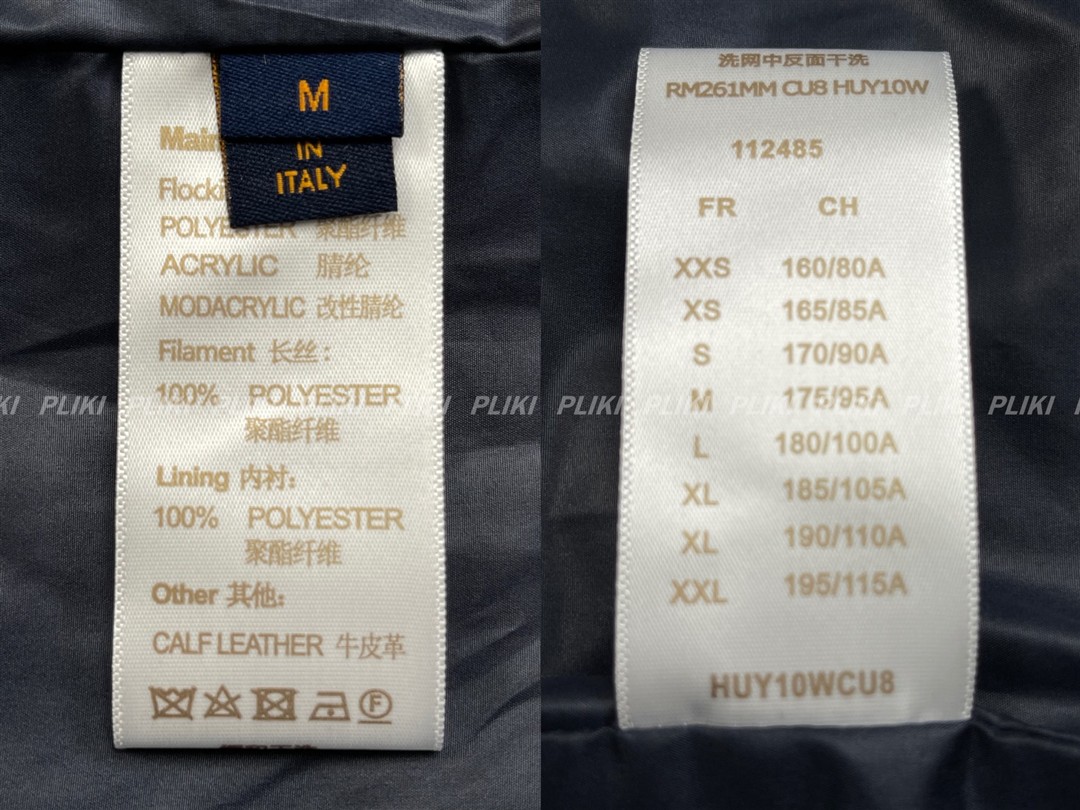 M
IN
ITALY
Main
Flocki
POLYESTER 聚酯纤维
ACRYLIC 腈纶
MODACRYLIC 改性腈纶
Filament 长丝:
100% POLYESTER
聚酯纤维
Lining 内衬:
100% POLYESTER
聚酯纤维
Other 其他:
CALF LEATHER 牛皮革
F
洗网中反面干洗
RM261MM CU8 HUY10W
112485
FR CH
XXS 160/80A
XS 165/85A
S 170/90A
M 175/95A
L 180/100A
XL 185/105A
XL 190/110A
XXL 195/115A
HUY10WCU8
PLIKI PLIKI PLIKI PLIKI PLIKI